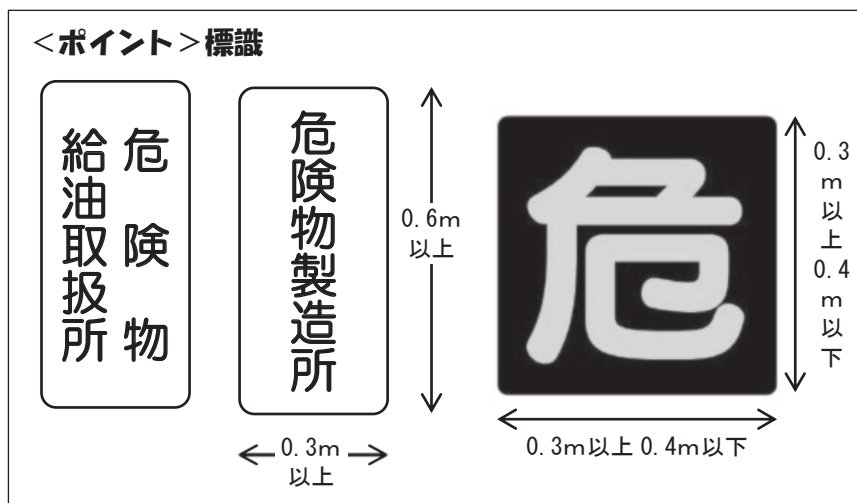 <ポイント>標識
危険物
給油取扱所
危険物製造所
0.6m
以上
0.3m
以上
危
0.3m以上0.4m以下
0.3m以上 0.4m以下